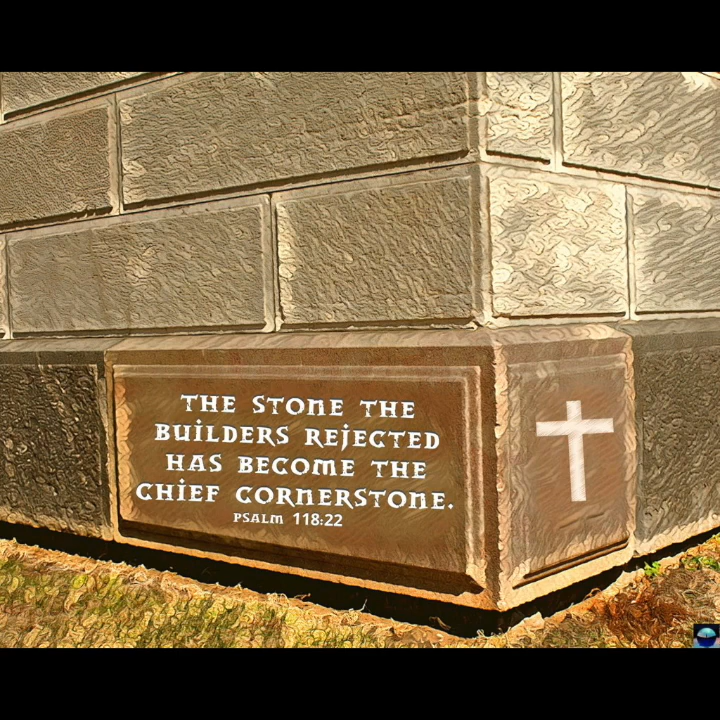 THE STONE THE
BUILDERS REJECTED
HAS BECOME THE
CHIEF CORNERSTONE.
PSALM 118:22